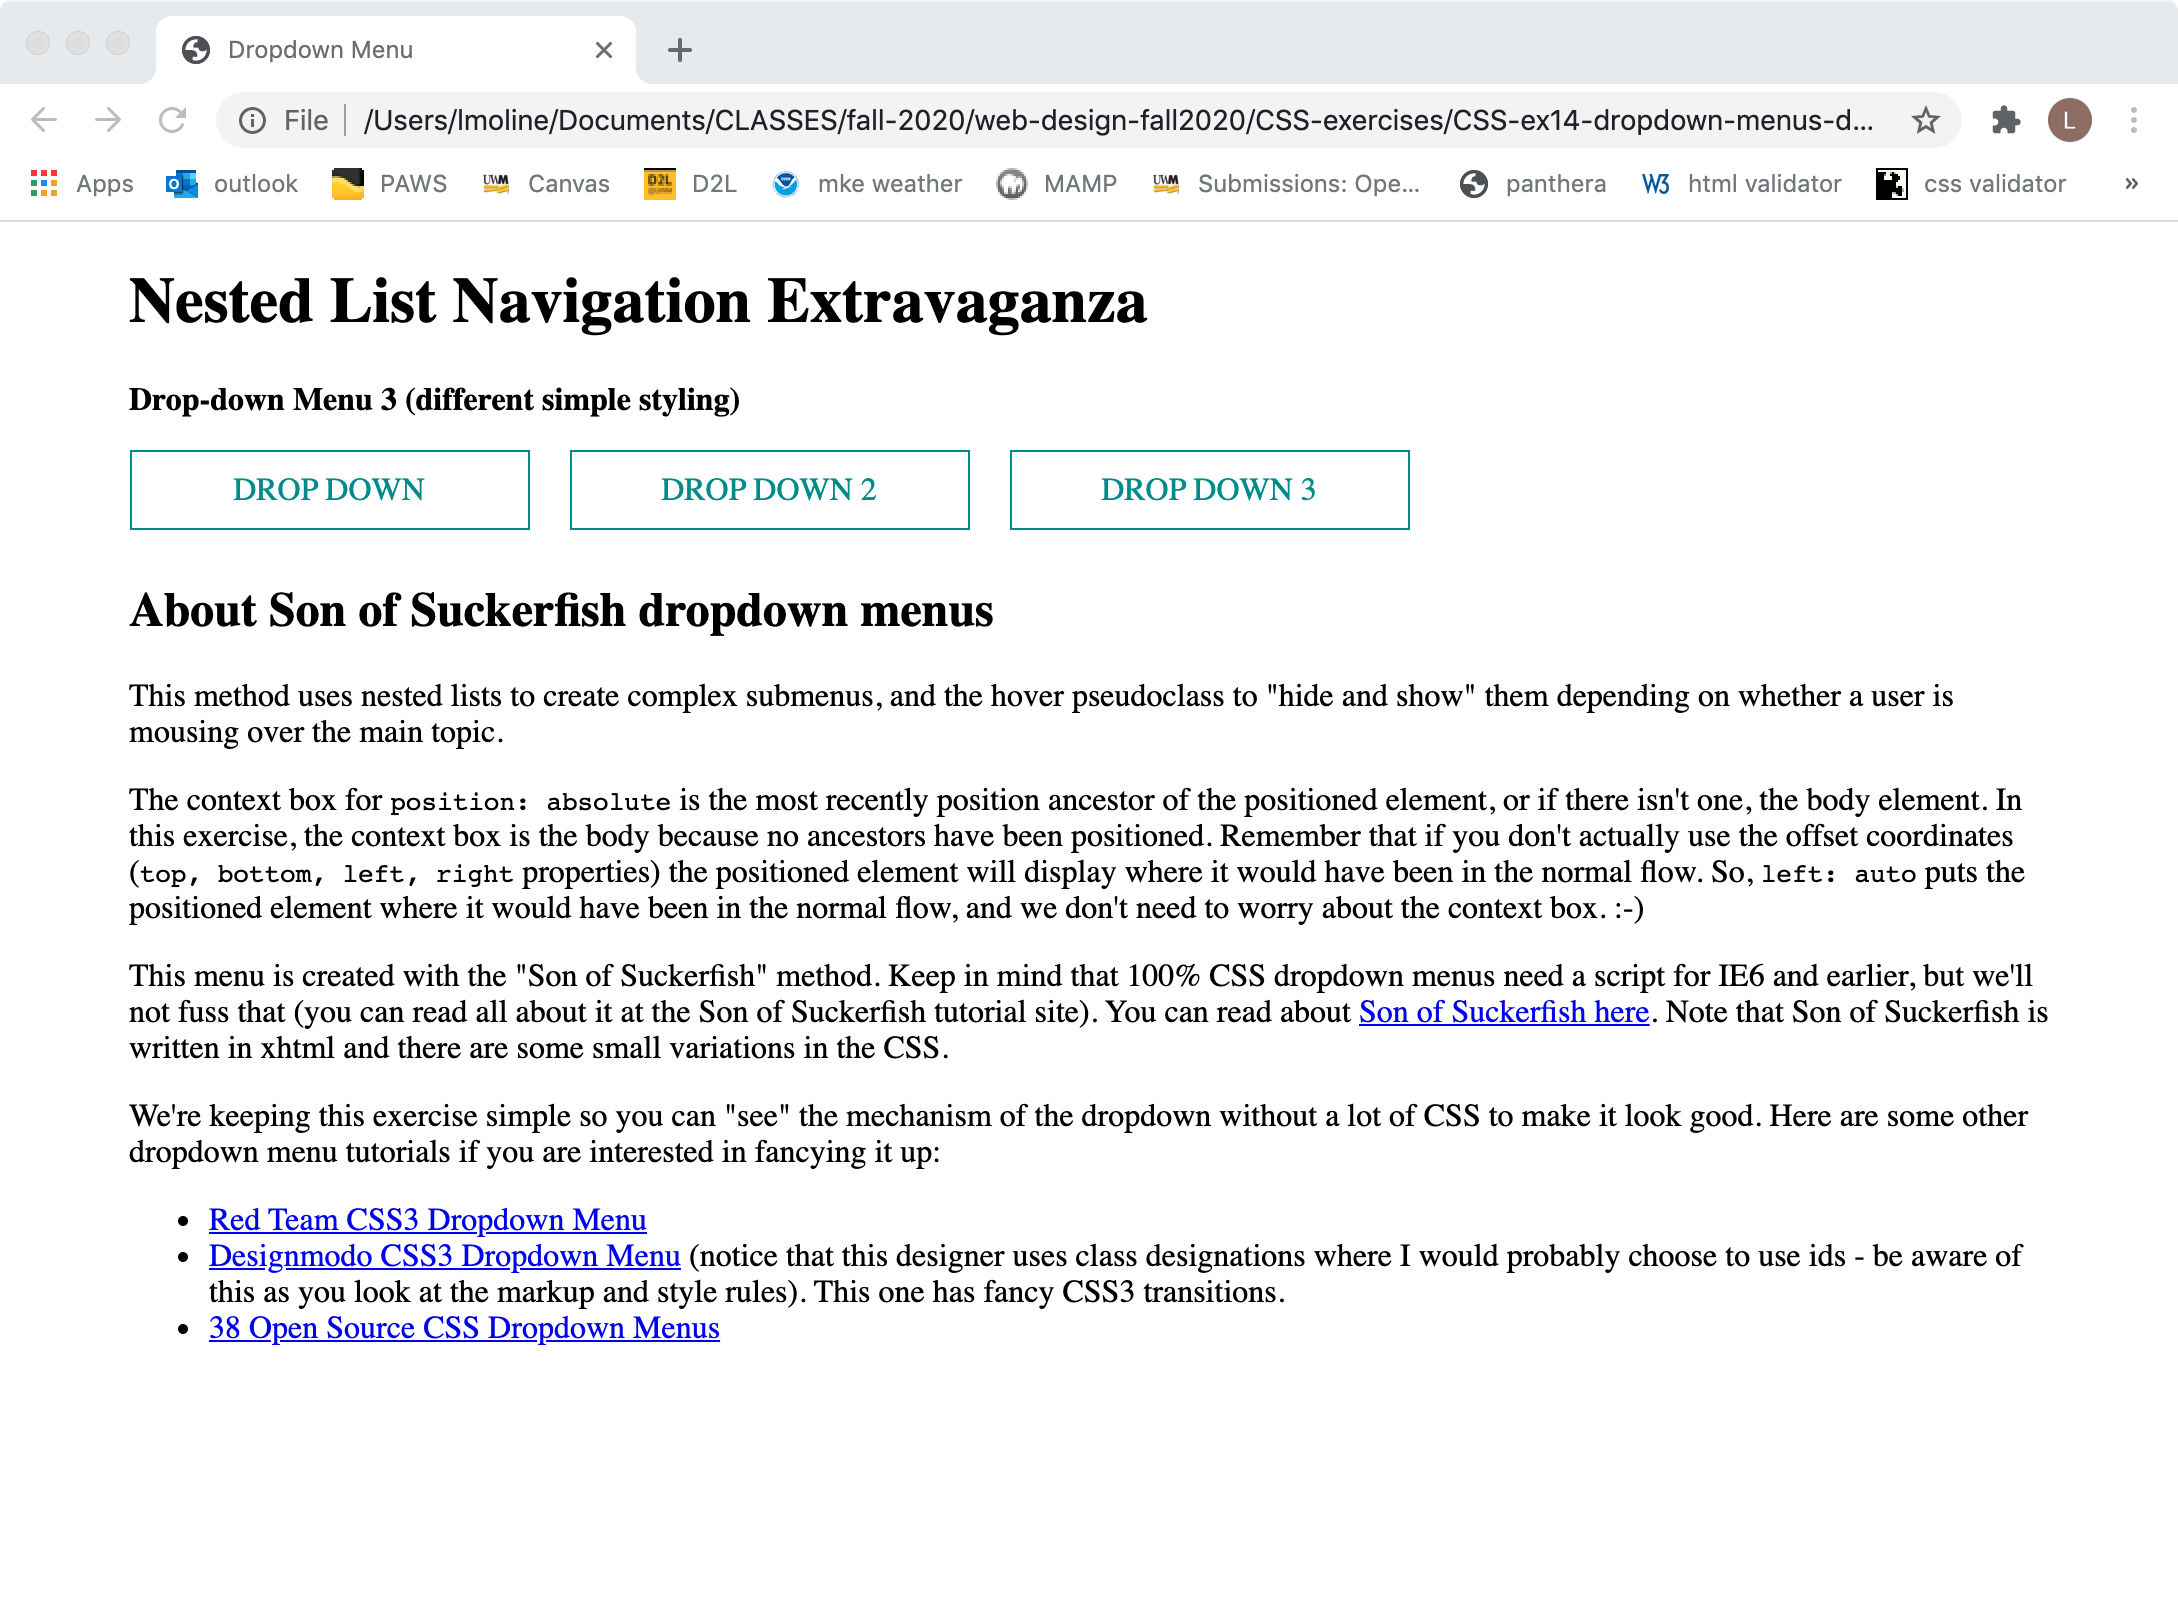 Dropdown Menu
File /Users/lmoline/Documents/CLASSES/fall-2020/web-design-fall2020/CSS-exercises/CSS-ex14-dropdown-menus-d... L
Apps outlook PAWS UWM Canvas D2L D2L mke weather MAMP UWM Submissions: Ope... panthera W3 html validator css validator »
Nested List Navigation Extravaganza
Drop-down Menu 3 (different simple styling)
DROP DOWN DROP DOWN 2 DROP DOWN 3
About Son of Suckerfish dropdown menus
This method uses nested lists to create complex submenus, and the hover pseudoclass to "hide and show" them depending on whether a user is
mousing over the main topic.
The context box for position: absolute is the most recently position ancestor of the positioned element, or if there isn't one, the body element. In
this exercise, the context box is the body because no ancestors have been positioned. Remember that if you don't actually use the offset coordinates
(top, bottom, left, right properties) the positioned element will display where it would have been in the normal flow. So, left: auto puts the
positioned element where it would have been in the normal flow, and we don't need to worry about the context box. :-)
This menu is created with the "Son of Suckerfish" method. Keep in mind that 100% CSS dropdown menus need a script for IE6 and earlier, but we'll
not fuss that (you can read all about it at the Son of Suckerfish tutorial site). You can read about Son of Suckerfish here. Note that Son of Suckerfish is
written in xhtml and there are some small variations in the CSS.
We're keeping this exercise simple so you can "see" the mechanism of the dropdown without a lot of CSS to make it look good. Here are some other
dropdown menu tutorials if you are interested in fancying it up:
• Red Team CSS3 Dropdown Menu
• Designmodo CSS3 Dropdown Menu (notice that this designer uses class designations where I would probably choose to use ids - be aware of
this as you look at the markup and style rules). This one has fancy CSS3 transitions.
• 38 Open Source CSS Dropdown Menus